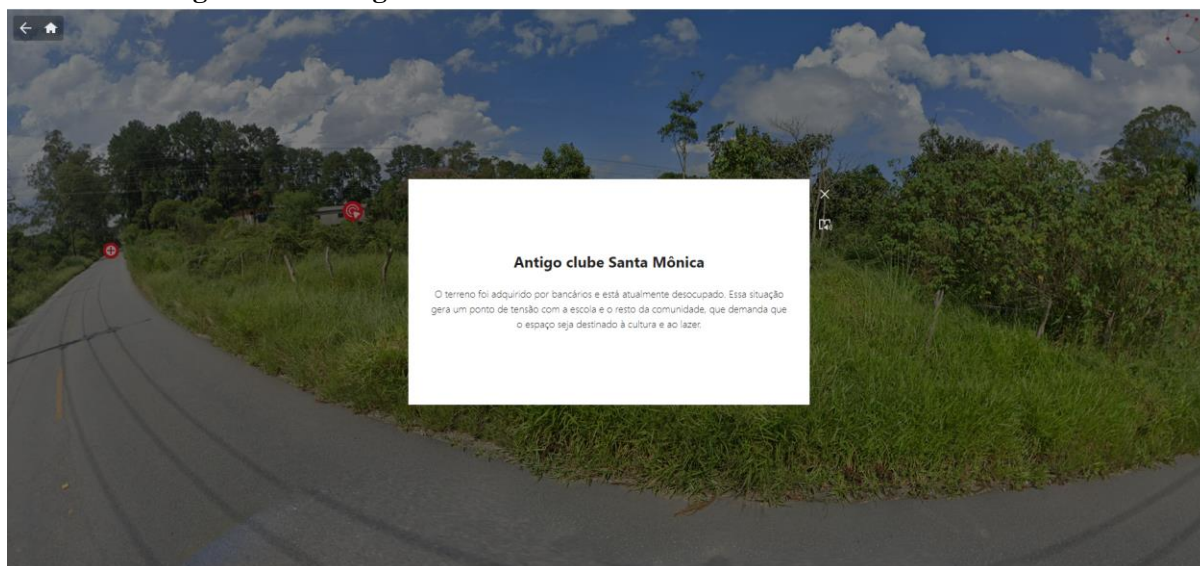 Antigo clube Santa Mônica
O terreno foi adquirido por bancários e está atualmente desocupado. Essa situação
gera um ponto de tensão com a escola e o resto da comunidade, que demanda que
o espaço seja destinado à cultura e ao lazer.